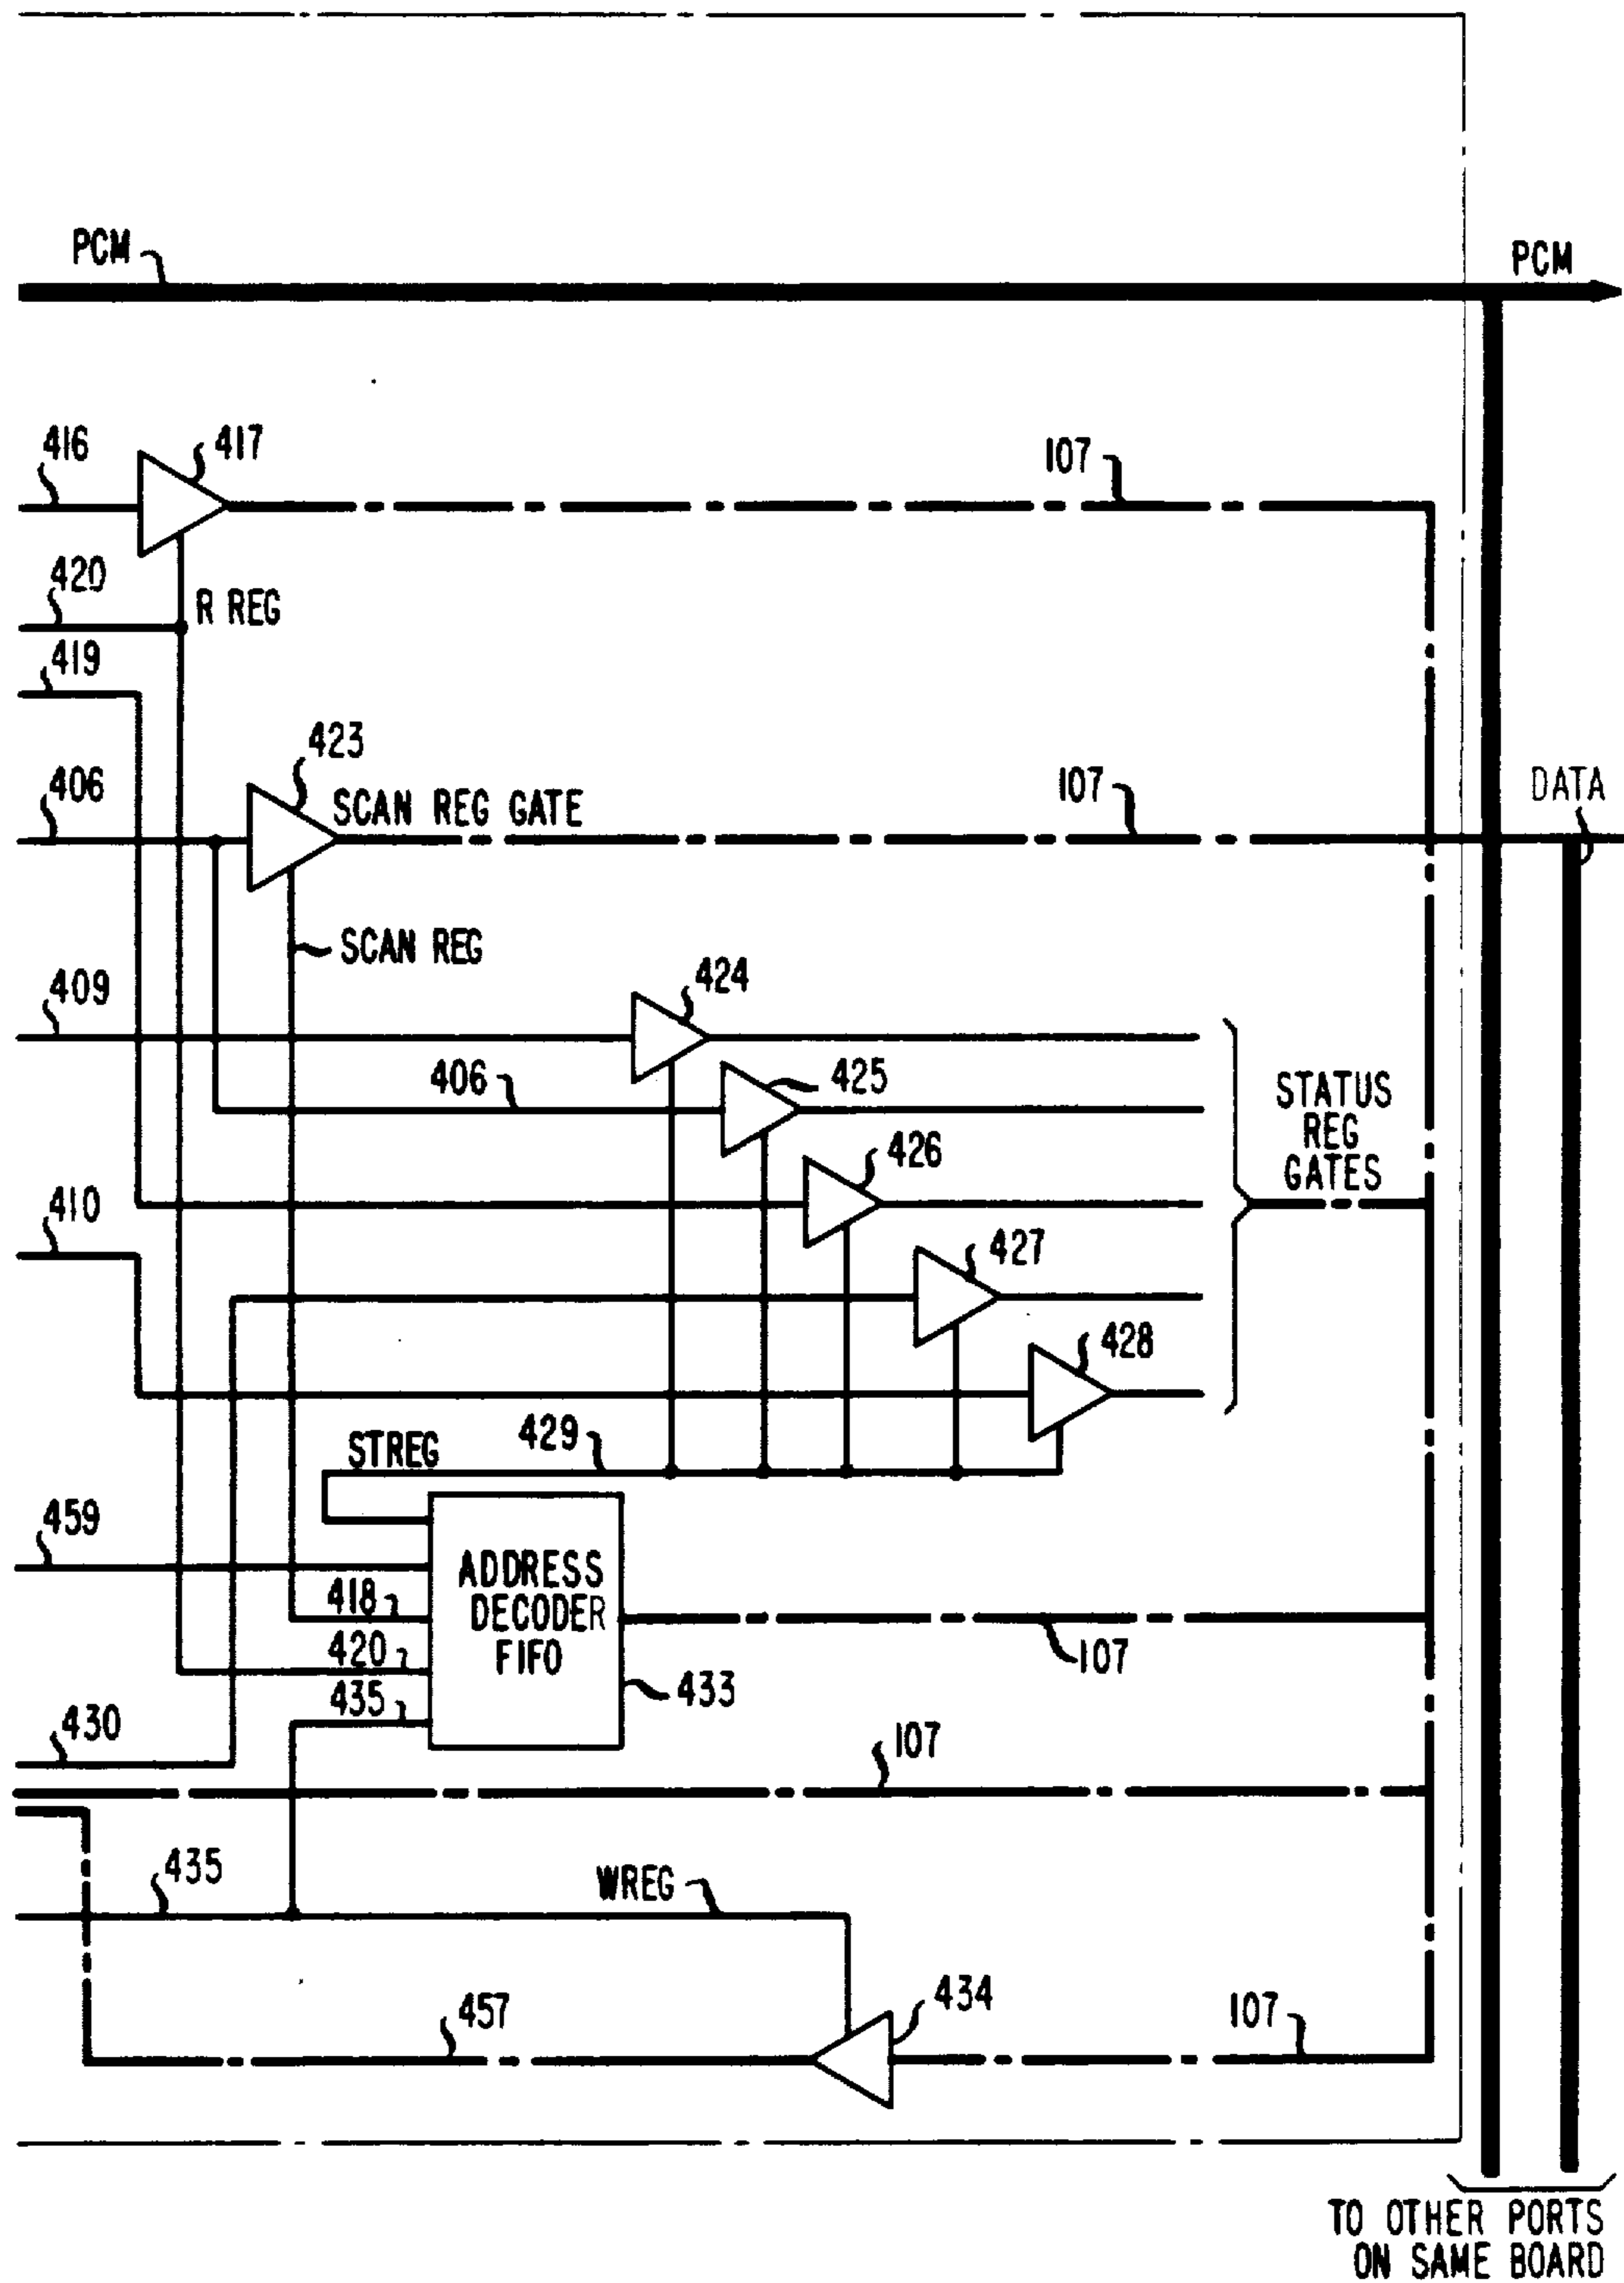 PCM
PCM
416
417
107
420
R REG
419
423
406
SCAN REG GATE
107
DATA
SCAN REG
409
424
406
425
STATUS
REG
GATES
426
410
427
428
STREG
429
459
ADDRESS
DECODER
FIFO
418
420
107
433
435
430
107
435
WREG
457
434
107
TO OTHER PORTS
ON SAME BOARD